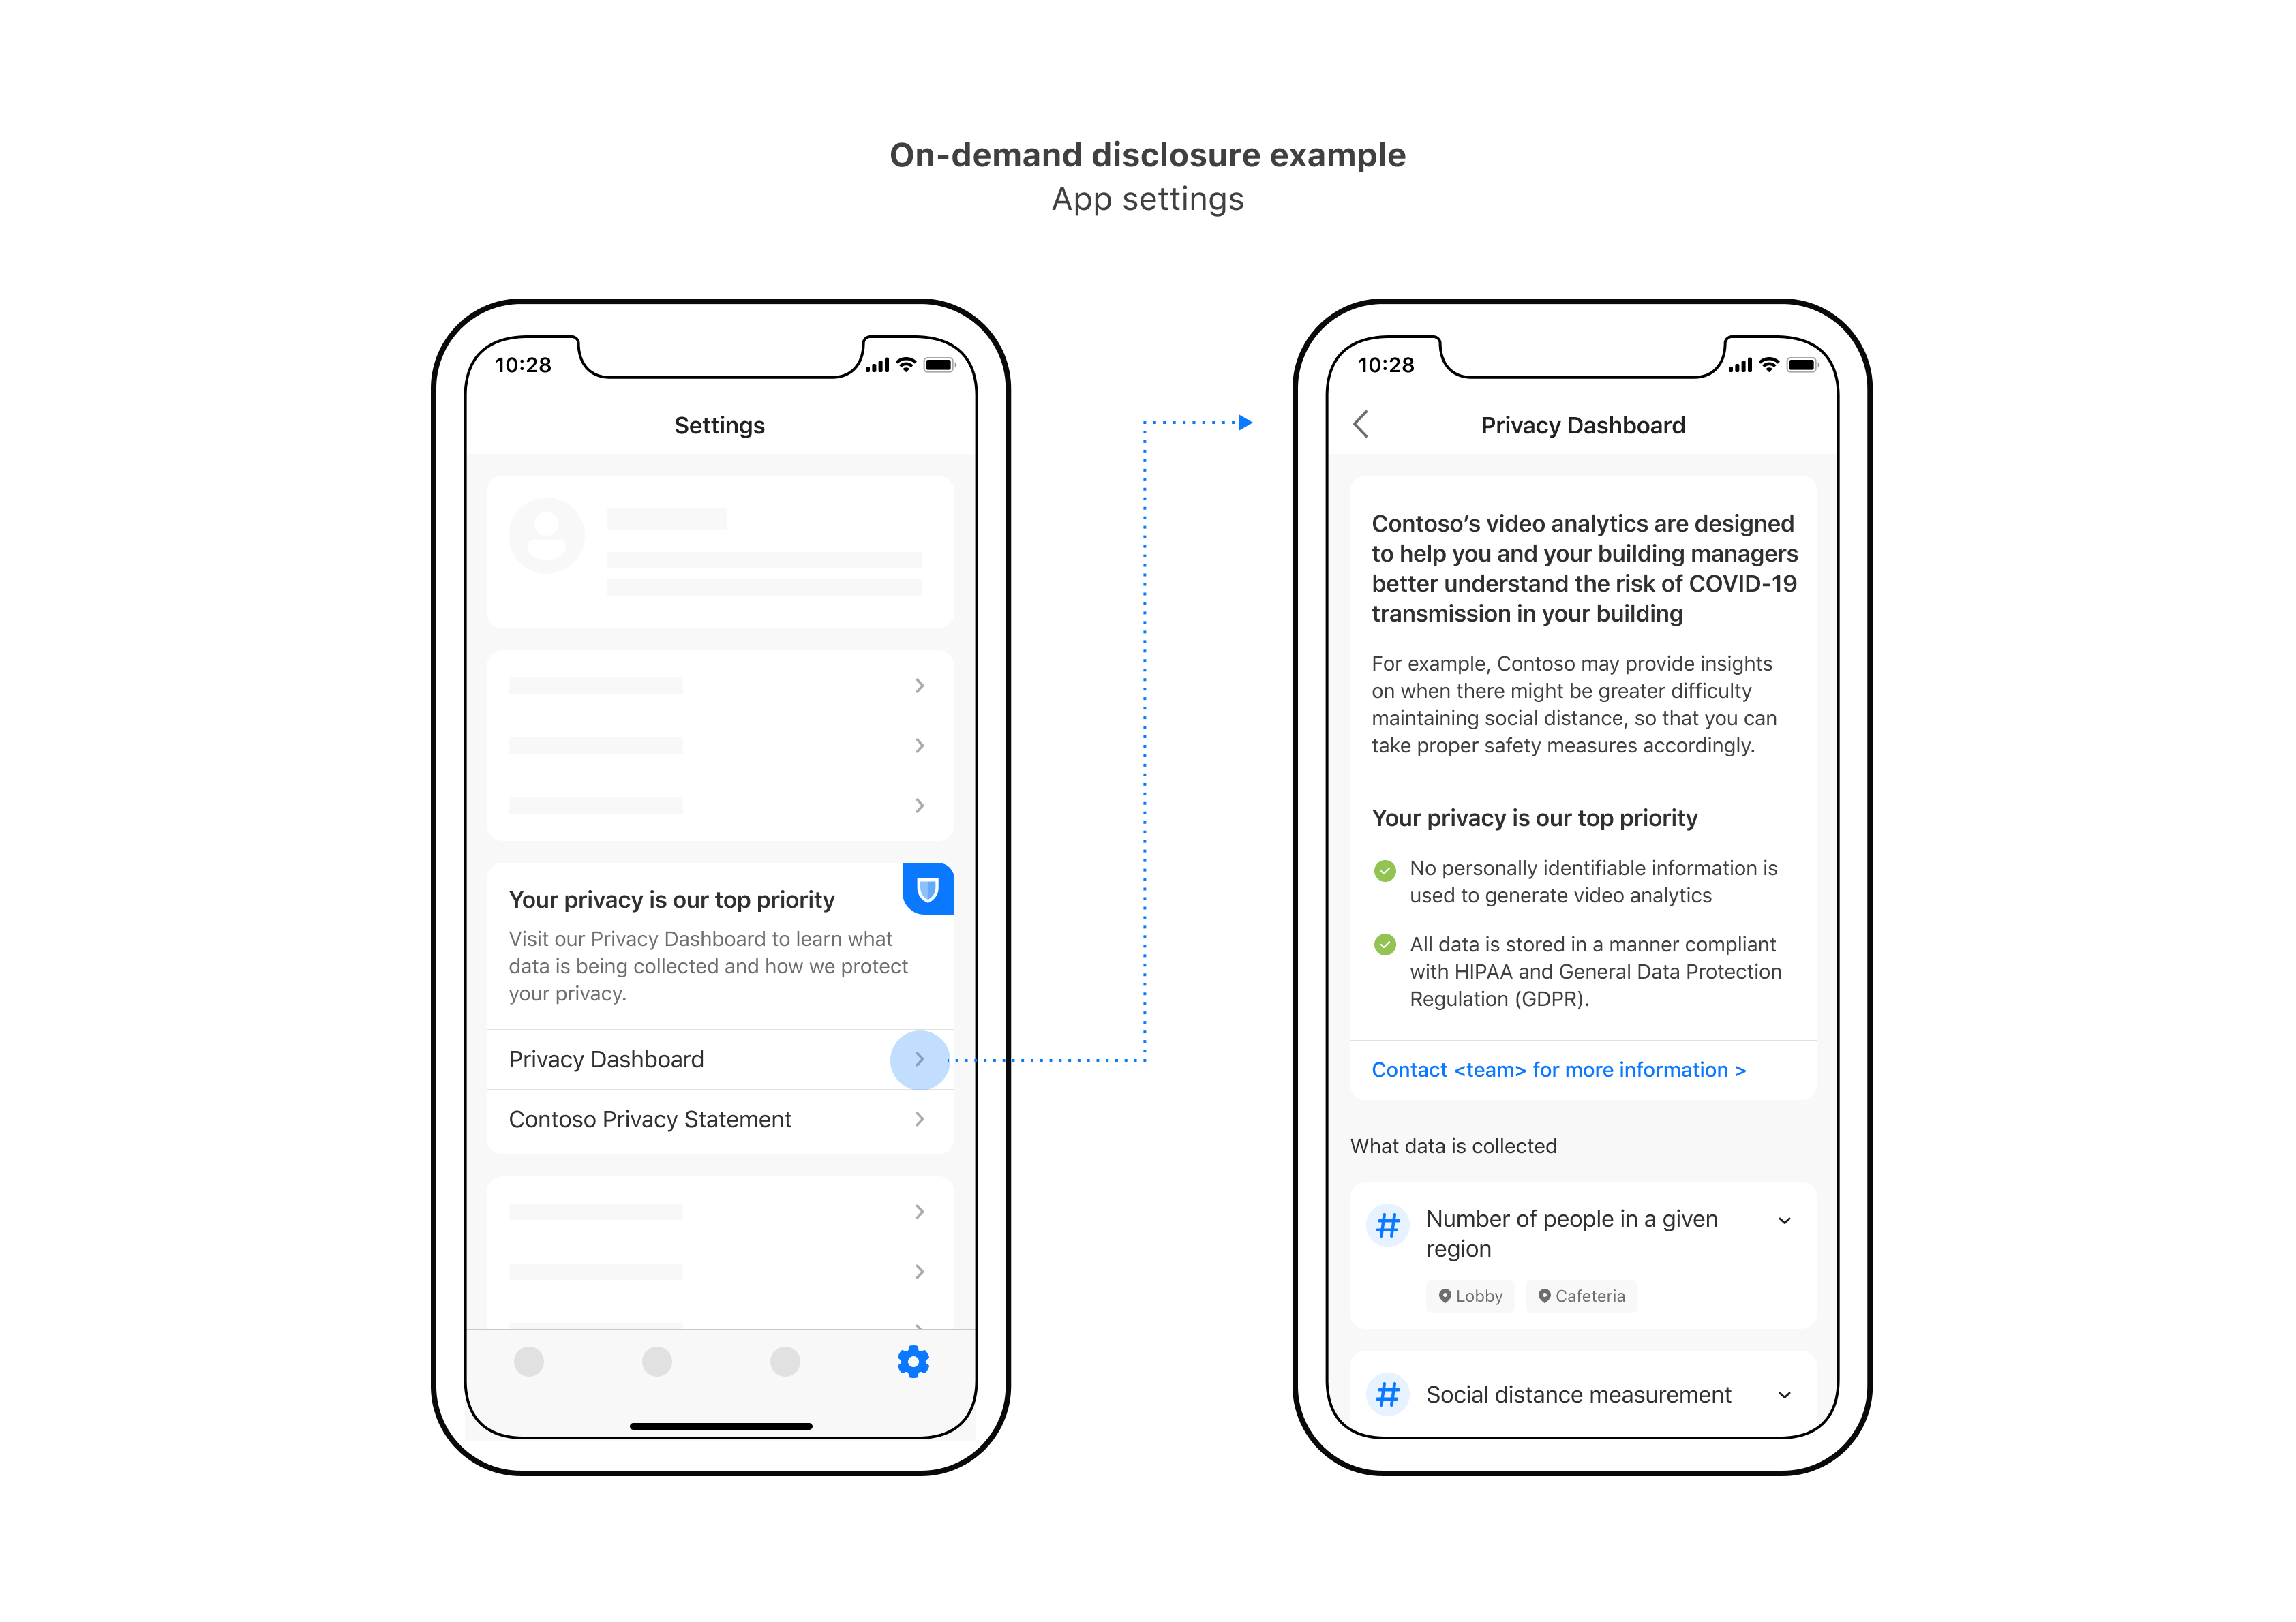 On-demand disclosure example
App settings
10:28
Settings
Your privacy is our top priority
Visit our Privacy Dashboard to learn what
data is being collected and how we protect
your privacy.
Privacy Dashboard
Contoso Privacy Statement
10:28
Privacy Dashboard
Contoso’s video analytics are designed
to help you and your building managers
better understand the risk of COVID-19
transmission in your building
For example, Contoso may provide insights
on when there might be greater difficulty
maintaining social distance, so that you can
take proper safety measures accordingly.
Your privacy is our top priority
No personally identifiable information is
used to generate video analytics
All data is stored in a manner compliant
with HIPAA and General Data Protection
Regulation (GDPR).
Contact <team> for more information >
What data is collected
# Number of people in a given
region
Lobby Cafeteria
# Social distance measurement